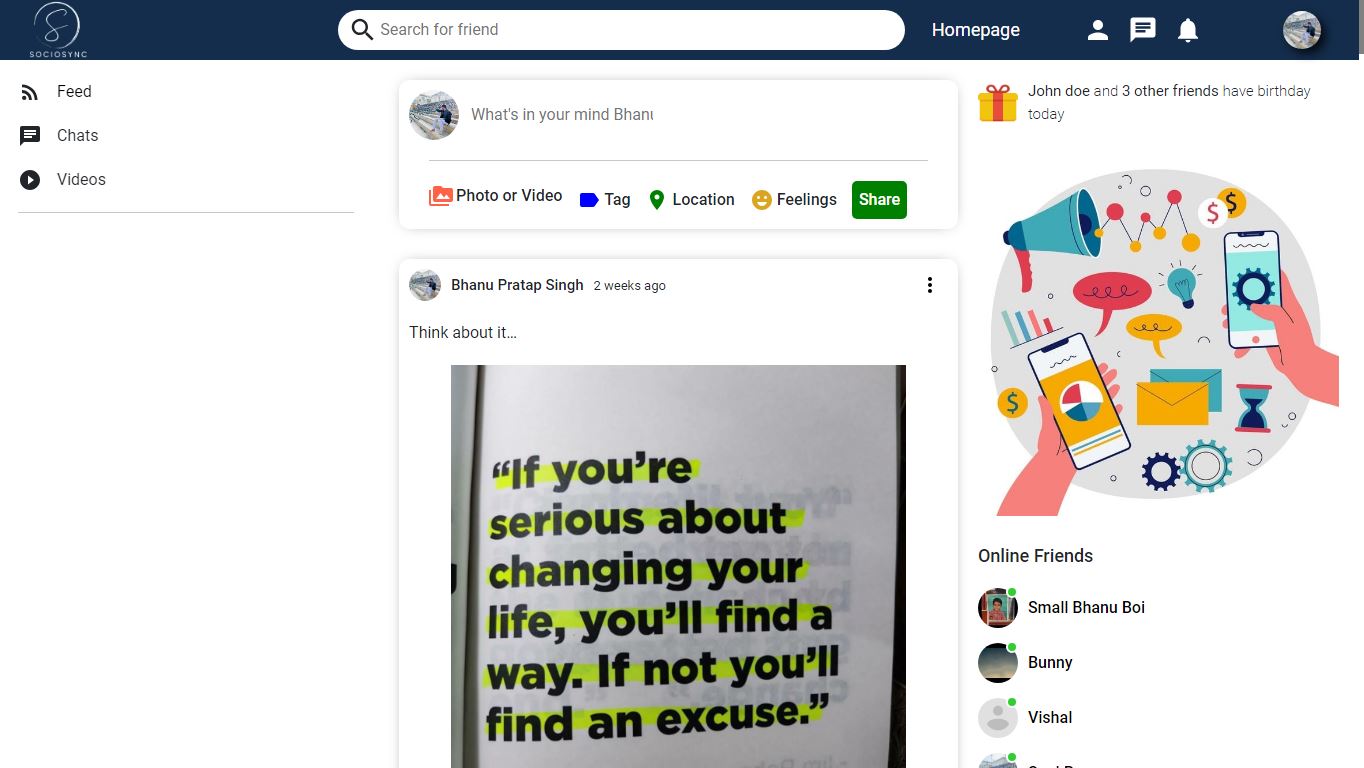 SOCIOSYNC
Search for friend
Homepage
Feed
Chats
Videos
What's in your mind Bhanu
Photo or Video
Tag
Location
Feelings
Share
Bhanu Pratap Singh 2 weeks ago
Think about it...
“If you’re
serious about
changing your
life, you’ll find a
way. If not you’ll
find an excuse.”
John doe and 3 other friends have birthday
today
$
$
$
Online Friends
Small Bhanu Boi
Bunny
Vishal